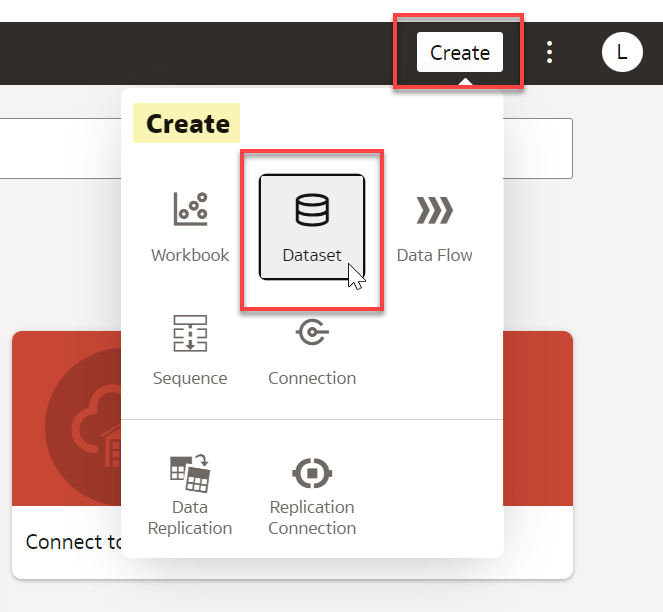 Create
L
Create
Workbook
Dataset
Data Flow
Sequence
Connection
Data
Replication
Replication
Connection
Connect to